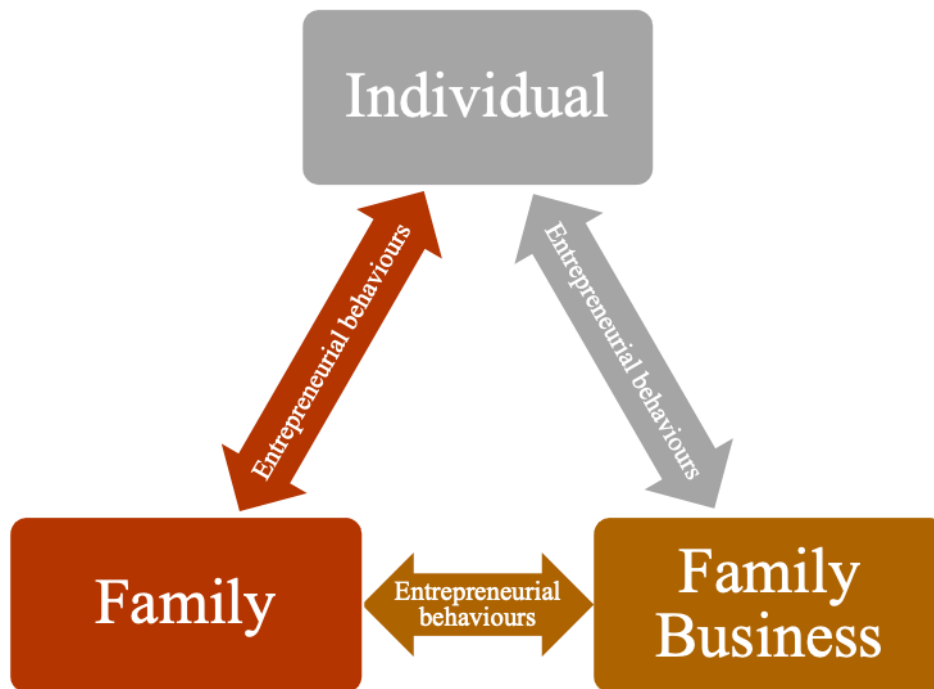 Individual
Entrepreneurial behaviours
Entrepreneurial behaviours
Family
Entrepreneurial
behaviours
Family
Business